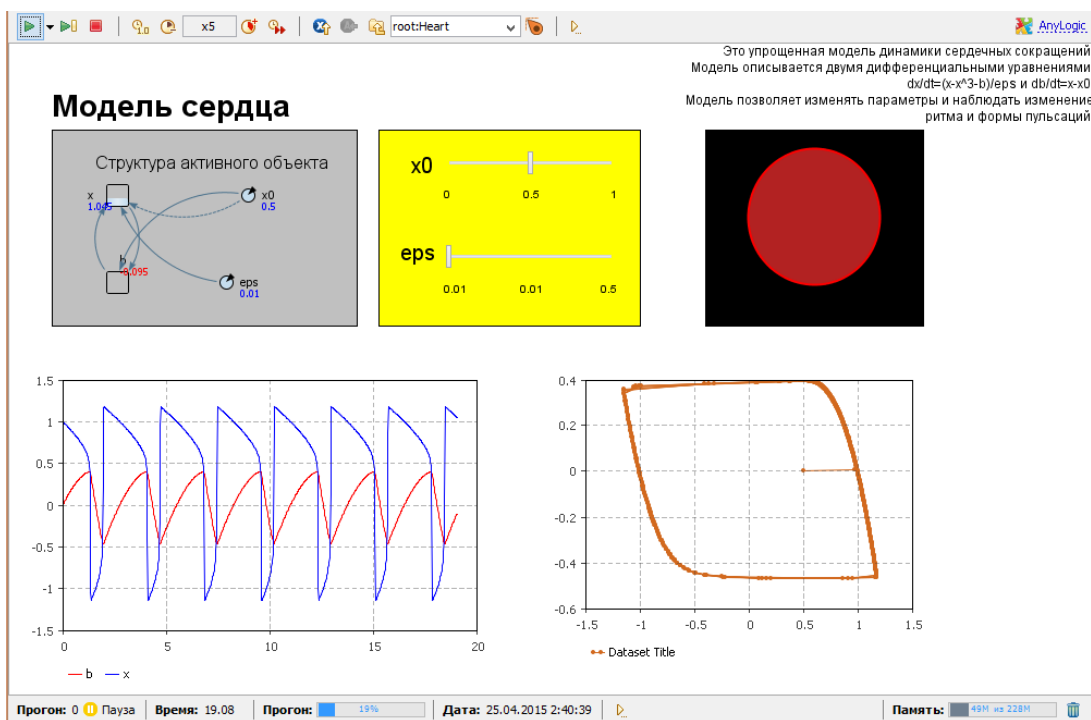 x5
root:Heart
AnyLogic
Это упрощенная модель динамики сердечных сокращений
Модель описывается двумя дифференциальными уравнениями
dx/dt=(x-x^3-b)/eps и db/dt=x-x0
Модель позволяет изменять параметры и наблюдать изменение
ритма и формы пульсаций
Модель сердца
Структура активного объекта
x
1.045
x0
0.5
b
-0.095
eps
0.01
x0
0 0.5 1
eps
0.01 0.01 0.5
1.5
1
0.5
0
-0.5
-1
-1.5
0 5 10 15 20
b x
0.4
0.2
0
-0.2
-0.4
-0.6
-1.5 -1 -0.5 0 0.5 1 1.5
Dataset Title
Прогон: 0 Пауза Время: 19.08 Прогон: 19% Дата: 25.04.2015 2:40:39 Память: 49M из 228M